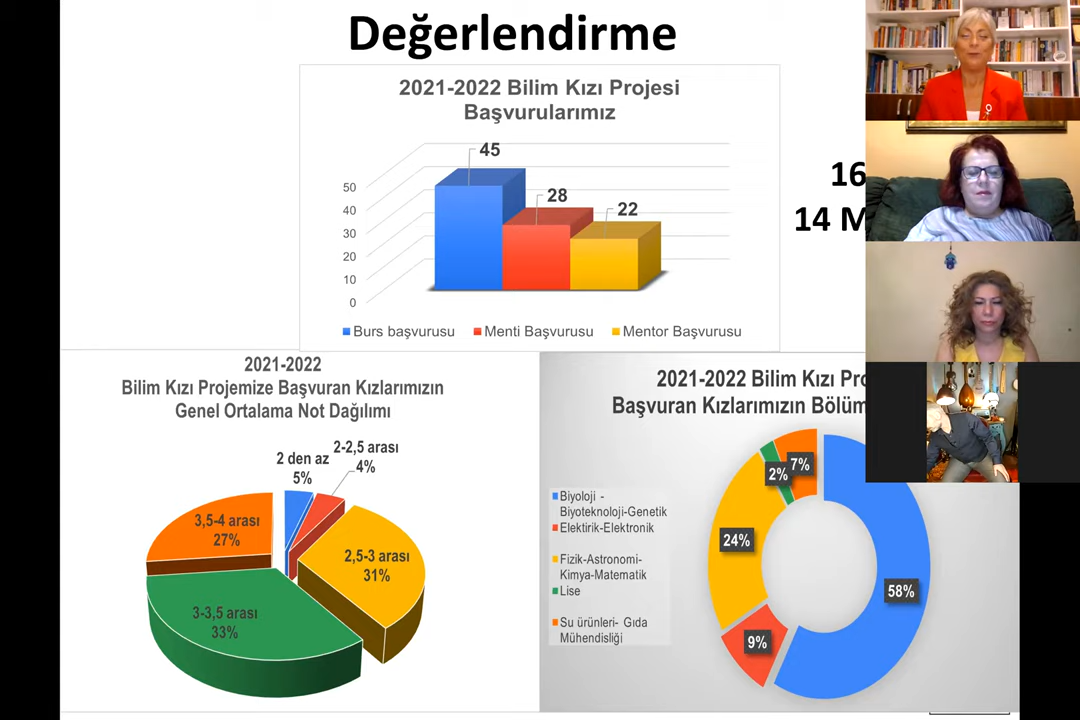 Değerlendirme
2021-2022 Bilim Kızı Projesi
Başvurularımız
45
28
22
50
40
30
20
10
0
Burs başvurusu
Menti Başvurusu
Mentor Başvurusu
16
14 M
2021-2022
Bilim Kızı Projemize Başvuran Kızlarımızın
Genel Ortalama Not Dağılımı
2 den az
5%
2-2,5 arası
4%
2,5-3 arası
31%
3-3,5 arası
33%
3,5-4 arası
27%
2021-2022 Bilim Kızı Pro
Başvuran Kızlarımızın Bölüm
Biyoloji -
Biyoteknoloji-Genetik
Elektirik-Elektronik
Fizik-Astronomi-
Kimya-Matematik
Lise
Su ürünleri- Gıda
Mühendisliği
2%
7%
24%
58%
9%